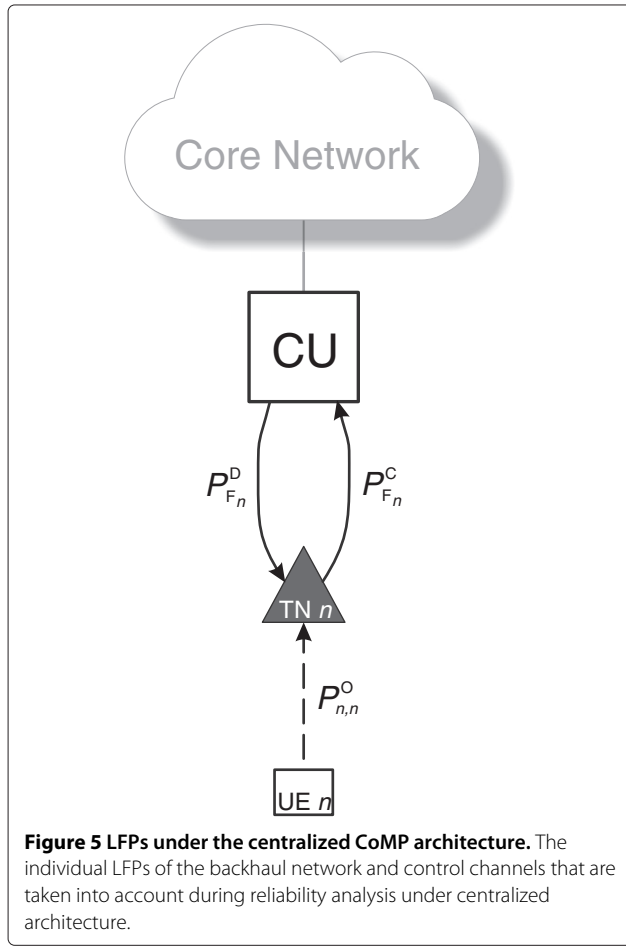 Core Network
CU
P^D_{F_n} P^C_{F_n}
TN n
P^O_{n,n}
UE n
Figure 5 LFPs under the centralized CoMP architecture. The
individual LFPs of the backhaul network and control channels that are
taken into account during reliability analysis under centralized
architecture.